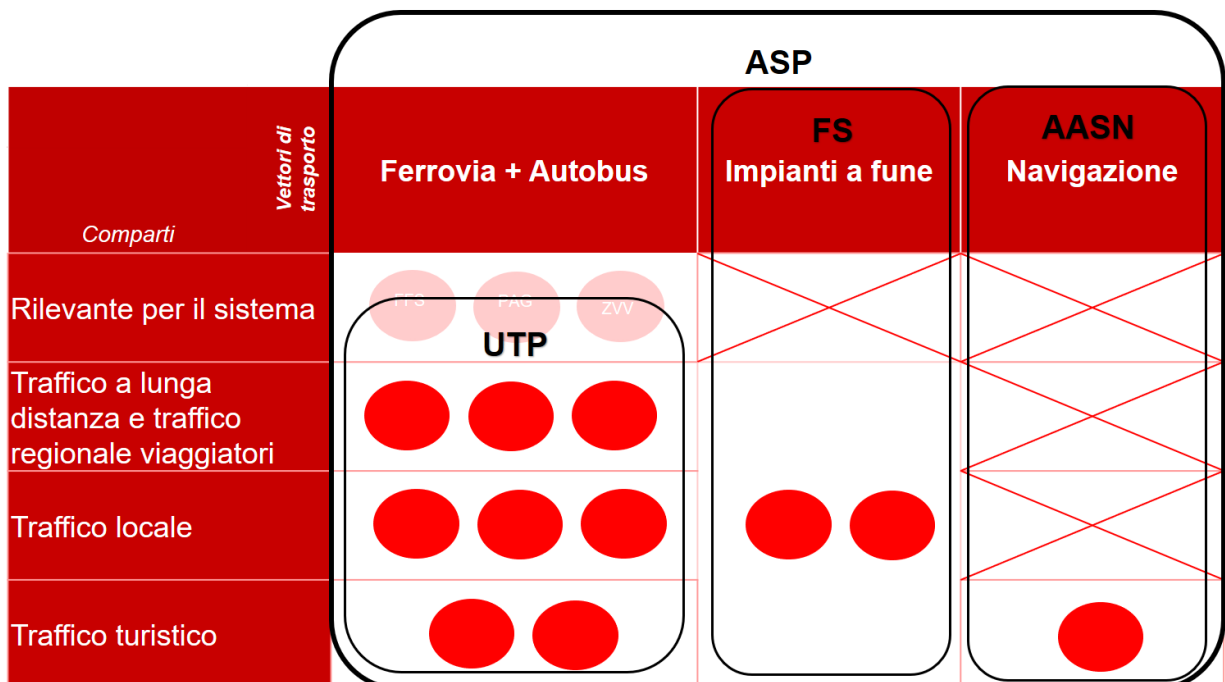 ASP
Vettori di
trasporto
Comparti
Ferrovia + Autobus
FS
Impianti a fune
AASN
Navigazione
Rilevante per il sistema
FFS
PAG
ZVV
UTP
Traffico a lunga
distanza e traffico
regionale viaggiatori
Traffico locale
Traffico turistico